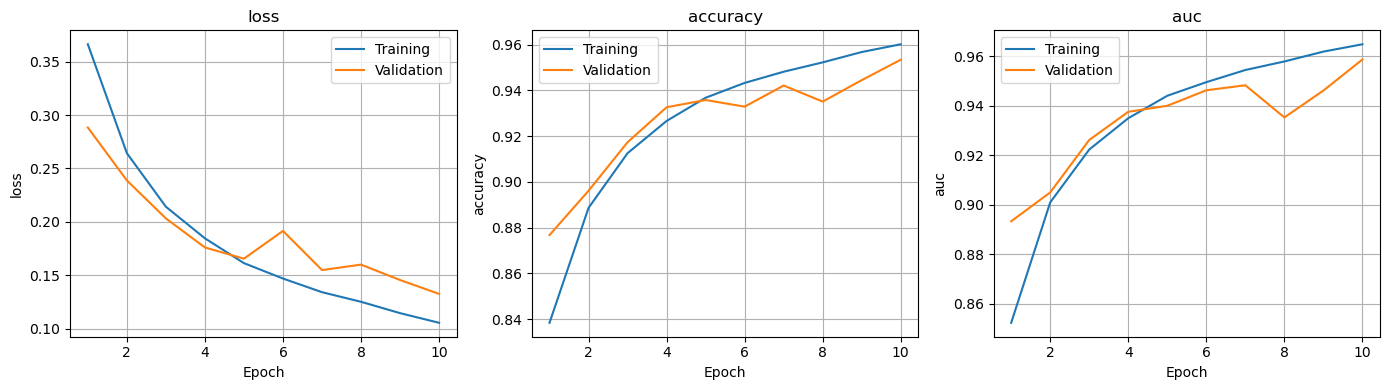 loss
Training
Validation
0.35
0.30
0.25
0.20
0.15
0.10
loss
2 4 6 8 10
Epoch
accuracy
Training
Validation
0.96
0.94
0.92
0.90
0.88
0.86
0.84
accuracy
2 4 6 8 10
Epoch
auc
Training
Validation
0.96
0.94
0.92
0.90
0.88
0.86
auc
2 4 6 8 10
Epoch